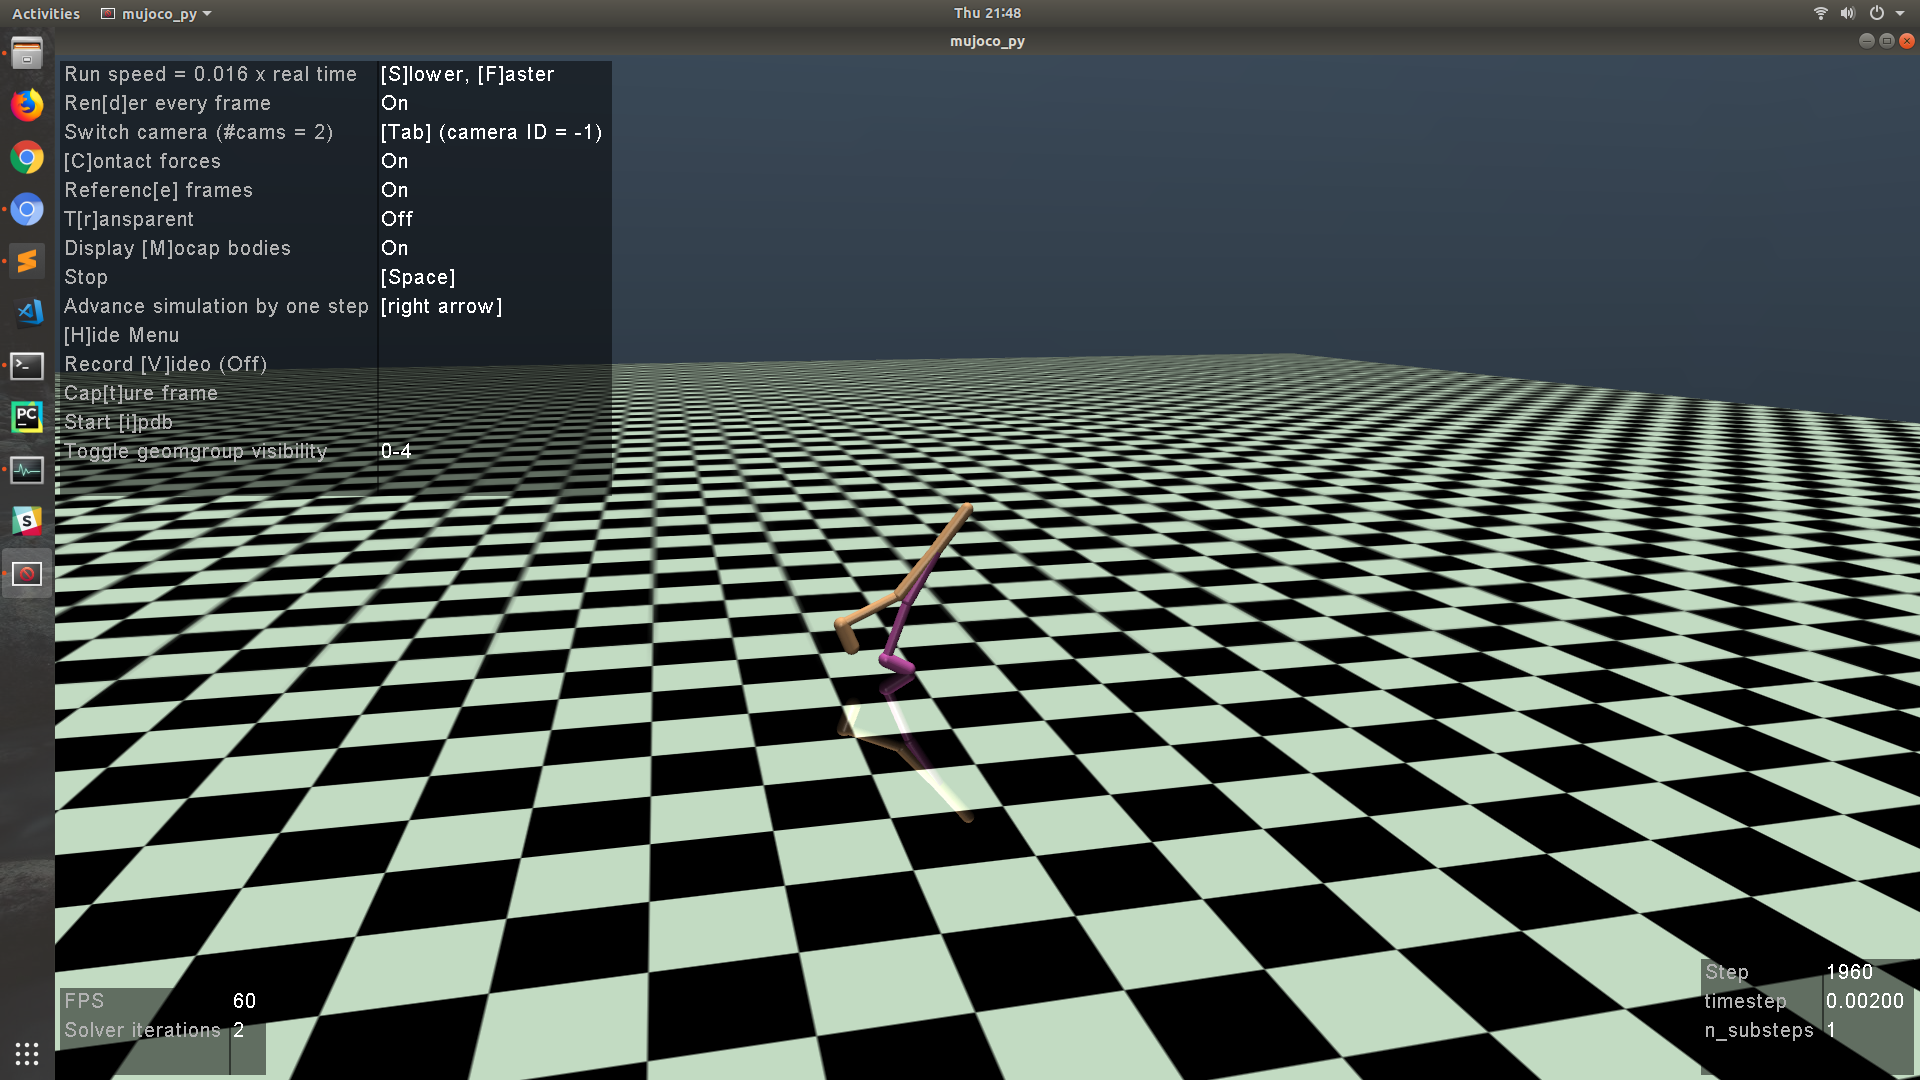 Activities mujoco_py Thu 21:48
mujoco_py
Run speed = 0.016 x real time [S]lower, [F]aster
Ren[d]er every frame On
Switch camera (#cams = 2) [Tab] (camera ID = -1)
[C]ontact forces On
Referenc[e] frames On
T[r]ansparent Off
Display [M]ocap bodies On
Stop [Space]
Advance simulation by one step [right arrow]
[H]ide Menu
Record [V]ideo (Off)
Cap[t]ure frame
Start [i]pdb
Toggle geomgroup visibility 0-4
PC
S
FPS 60
Solver iterations 2
Step 1960
timestep 0.00200
n_substeps 1